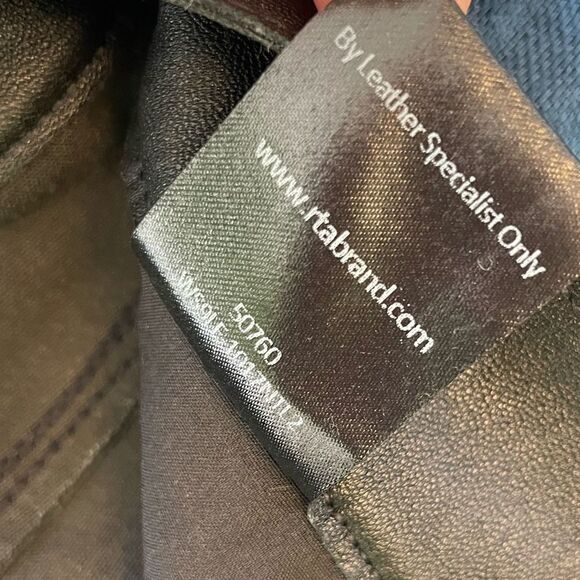 By Leather Specialist Only
www.rtabrand.com
50760